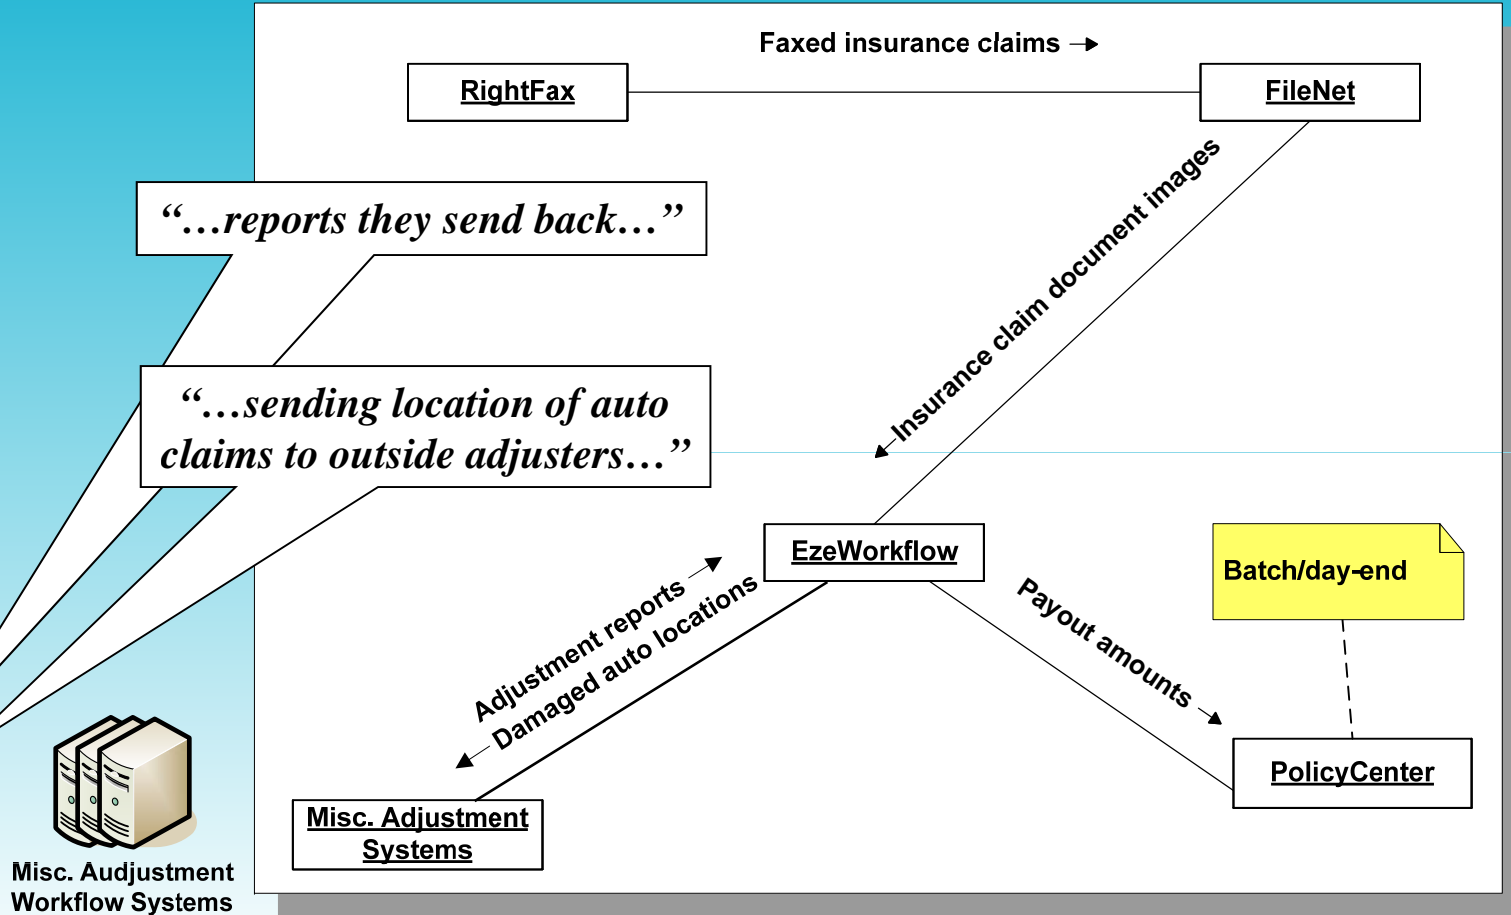 Faxed insurance claims →
RightFax
FileNet
“…reports they send back…”
Insurance claim document images
“…sending location of auto
claims to outside adjusters…”
EzeWorkflow
Batch/day-end
Adjustment reports
Damaged auto locations
Payout amounts
PolicyCenter
Misc. Adjustment
Systems
Misc. Audjustment
Workflow Systems